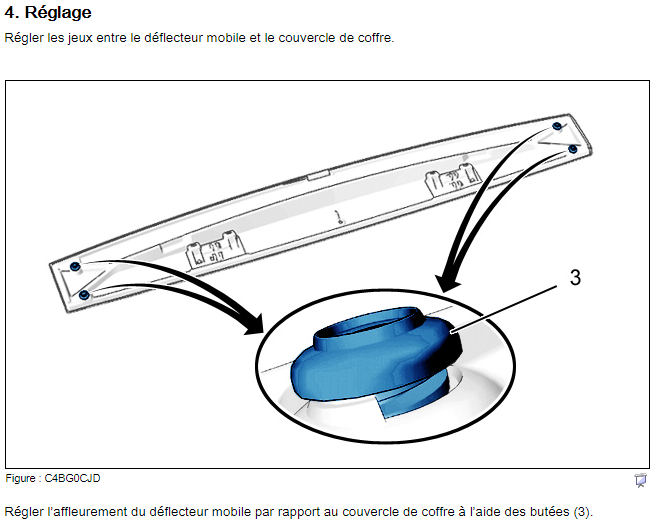 4. Réglage
Régler les jeux entre le déflecteur mobile et le couvercle de coffre.
3
Figure : C4BG0CJD
Régler l’affleurement du déflecteur mobile par rapport au couvercle de coffre à l’aide des butées (3).